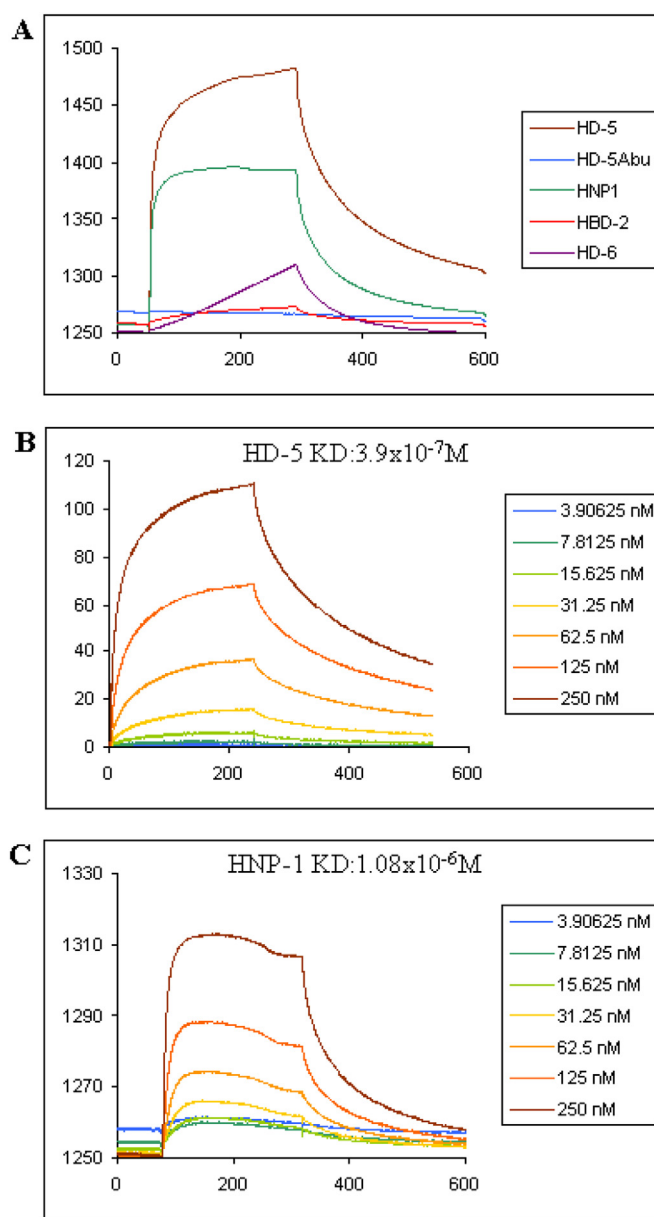 A
1500
1450
1400
1350
1300
1250
0
200
400
600
HD-5
HD-5Abu
HNP1
HBD-2
HD-6
B
HD-5 KD:3.9x10⁻⁷M
120
100
80
60
40
20
0
0
200
400
600
3.90625 nM
7.8125 nM
15.625 nM
31.25 nM
62.5 nM
125 nM
250 nM
C
HNP-1 KD:1.08x10⁻⁶M
1330
1310
1290
1270
1250
0
200
400
600
3.90625 nM
7.8125 nM
15.625 nM
31.25 nM
62.5 nM
125 nM
250 nM